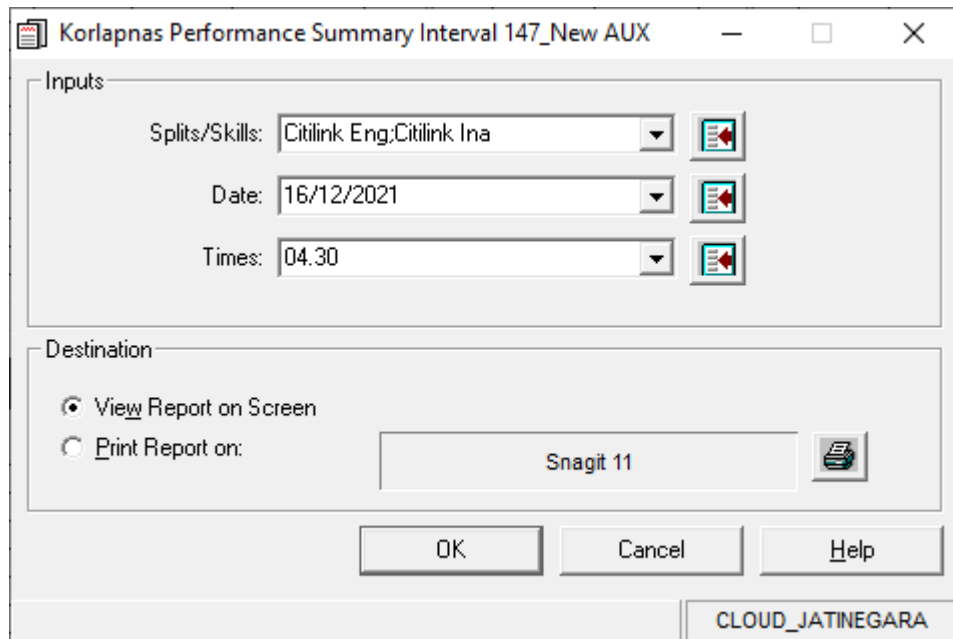 Korlapnas Performance Summary Interval 147_New AUX
Inputs
Splits/Skills: Citilink Eng;Citilink Ina
Date: 16/12/2021
Times: 04.30
Destination
View Report on Screen
Print Report on: Snagit 11
OK Cancel Help
CLOUD_JATINEGARA